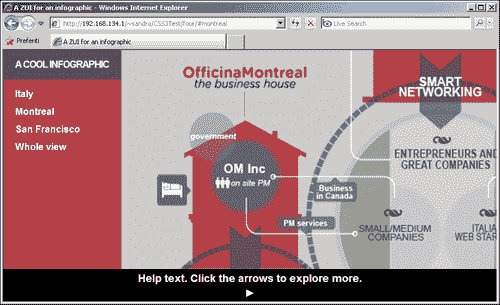 A ZUI for an infographic - Windows Internet Explorer
http://192.168.134.1/~sandro/CSS3Test/four/#montreal
Live Search
Preferiti
A ZUI for an infographic
A COOL INFOGRAPHIC
Italy
Montreal
San Francisco
Whole view
OfficinaMontreal
the business house
government
OM Inc
on site PM
Business
in Canada
PM services
SMART
NETWORKING
ENTREPRENEURS AND
GREAT COMPANIES
SMALL/MEDIUM
COMPANIES
ITALIA
WEB STAR
Help text. Click the arrows to explore more.